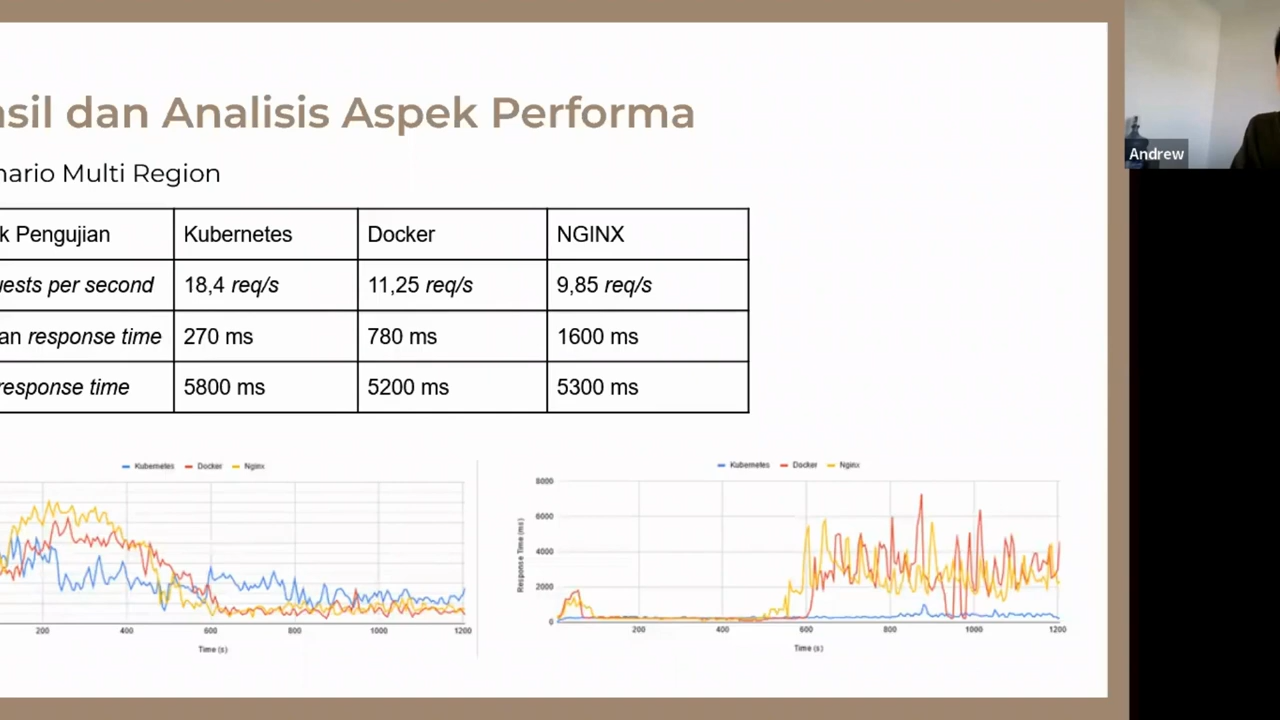 asil dan Analisis Aspek Performa
nario Multi Region
k Pengujian Kubernetes Docker NGINX
uests per second 18,4 req/s 11,25 req/s 9,85 req/s
an response time 270 ms 780 ms 1600 ms
response time 5800 ms 5200 ms 5300 ms
Kubernetes Docker Nginx
200 400 600 800 1000 1200
Time (s)
Kubernetes Docker Nginx
8000
6000
4000
2000
0
Response Time (ms)
200 400 600 800 1000 1200
Time (s)
Andrew